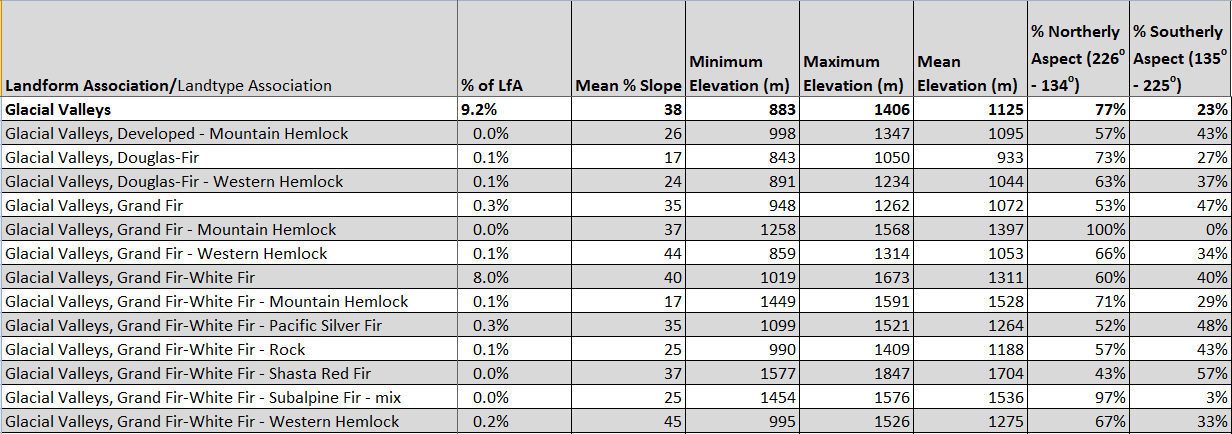 Landform Association/Landtype Association % of LfA Mean % Slope Minimum Elevation (m) Maximum Elevation (m) Mean Elevation (m) % Northerly Aspect (226° - 134°) % Southerly Aspect (135° - 225°)
Glacial Valleys 9.2% 38 883 1406 1125 77% 23%
Glacial Valleys, Developed - Mountain Hemlock 0.0% 26 998 1347 1095 57% 43%
Glacial Valleys, Douglas-Fir 0.1% 17 843 1050 933 73% 27%
Glacial Valleys, Douglas-Fir - Western Hemlock 0.1% 24 891 1234 1044 63% 37%
Glacial Valleys, Grand Fir 0.3% 35 948 1262 1072 53% 47%
Glacial Valleys, Grand Fir - Mountain Hemlock 0.0% 37 1258 1568 1397 100% 0%
Glacial Valleys, Grand Fir - Western Hemlock 0.1% 44 859 1314 1053 66% 34%
Glacial Valleys, Grand Fir-White Fir 8.0% 40 1019 1673 1311 60% 40%
Glacial Valleys, Grand Fir-White Fir - Mountain Hemlock 0.1% 17 1449 1591 1528 71% 29%
Glacial Valleys, Grand Fir-White Fir - Pacific Silver Fir 0.3% 35 1099 1521 1264 52% 48%
Glacial Valleys, Grand Fir-White Fir - Rock 0.1% 25 990 1409 1188 57% 43%
Glacial Valleys, Grand Fir-White Fir - Shasta Red Fir 0.0% 37 1577 1847 1704 43% 57%
Glacial Valleys, Grand Fir-White Fir - Subalpine Fir - mix 0.0% 25 1454 1576 1536 97% 3%
Glacial Valleys, Grand Fir-White Fir - Western Hemlock 0.2% 45 995 1526 1275 67% 33%